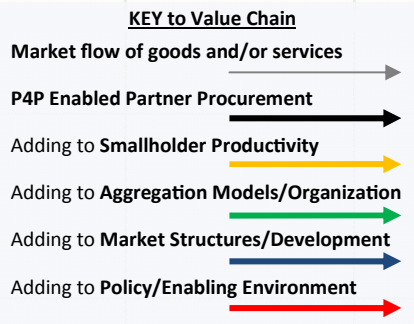 KEY to Value Chain
Market flow of goods and/or services
P4P Enabled Partner Procurement
Adding to Smallholder Productivity
Adding to Aggregation Models/Organization
Adding to Market Structures/Development
Adding to Policy/Enabling Environment